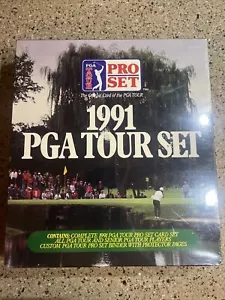 PGA
TOUR
PRO
SET
The Official Card of the PGA TOUR
1991
PGA TOUR SET
CONTAINS: COMPLETE 1991 PGA TOUR PRO SET CARD SET
ALL PGA TOUR AND SENIOR PGA TOUR PLAYERS
CUSTOM PGA TOUR PRO SET BINDER WITH PROTECTOR PAGES.